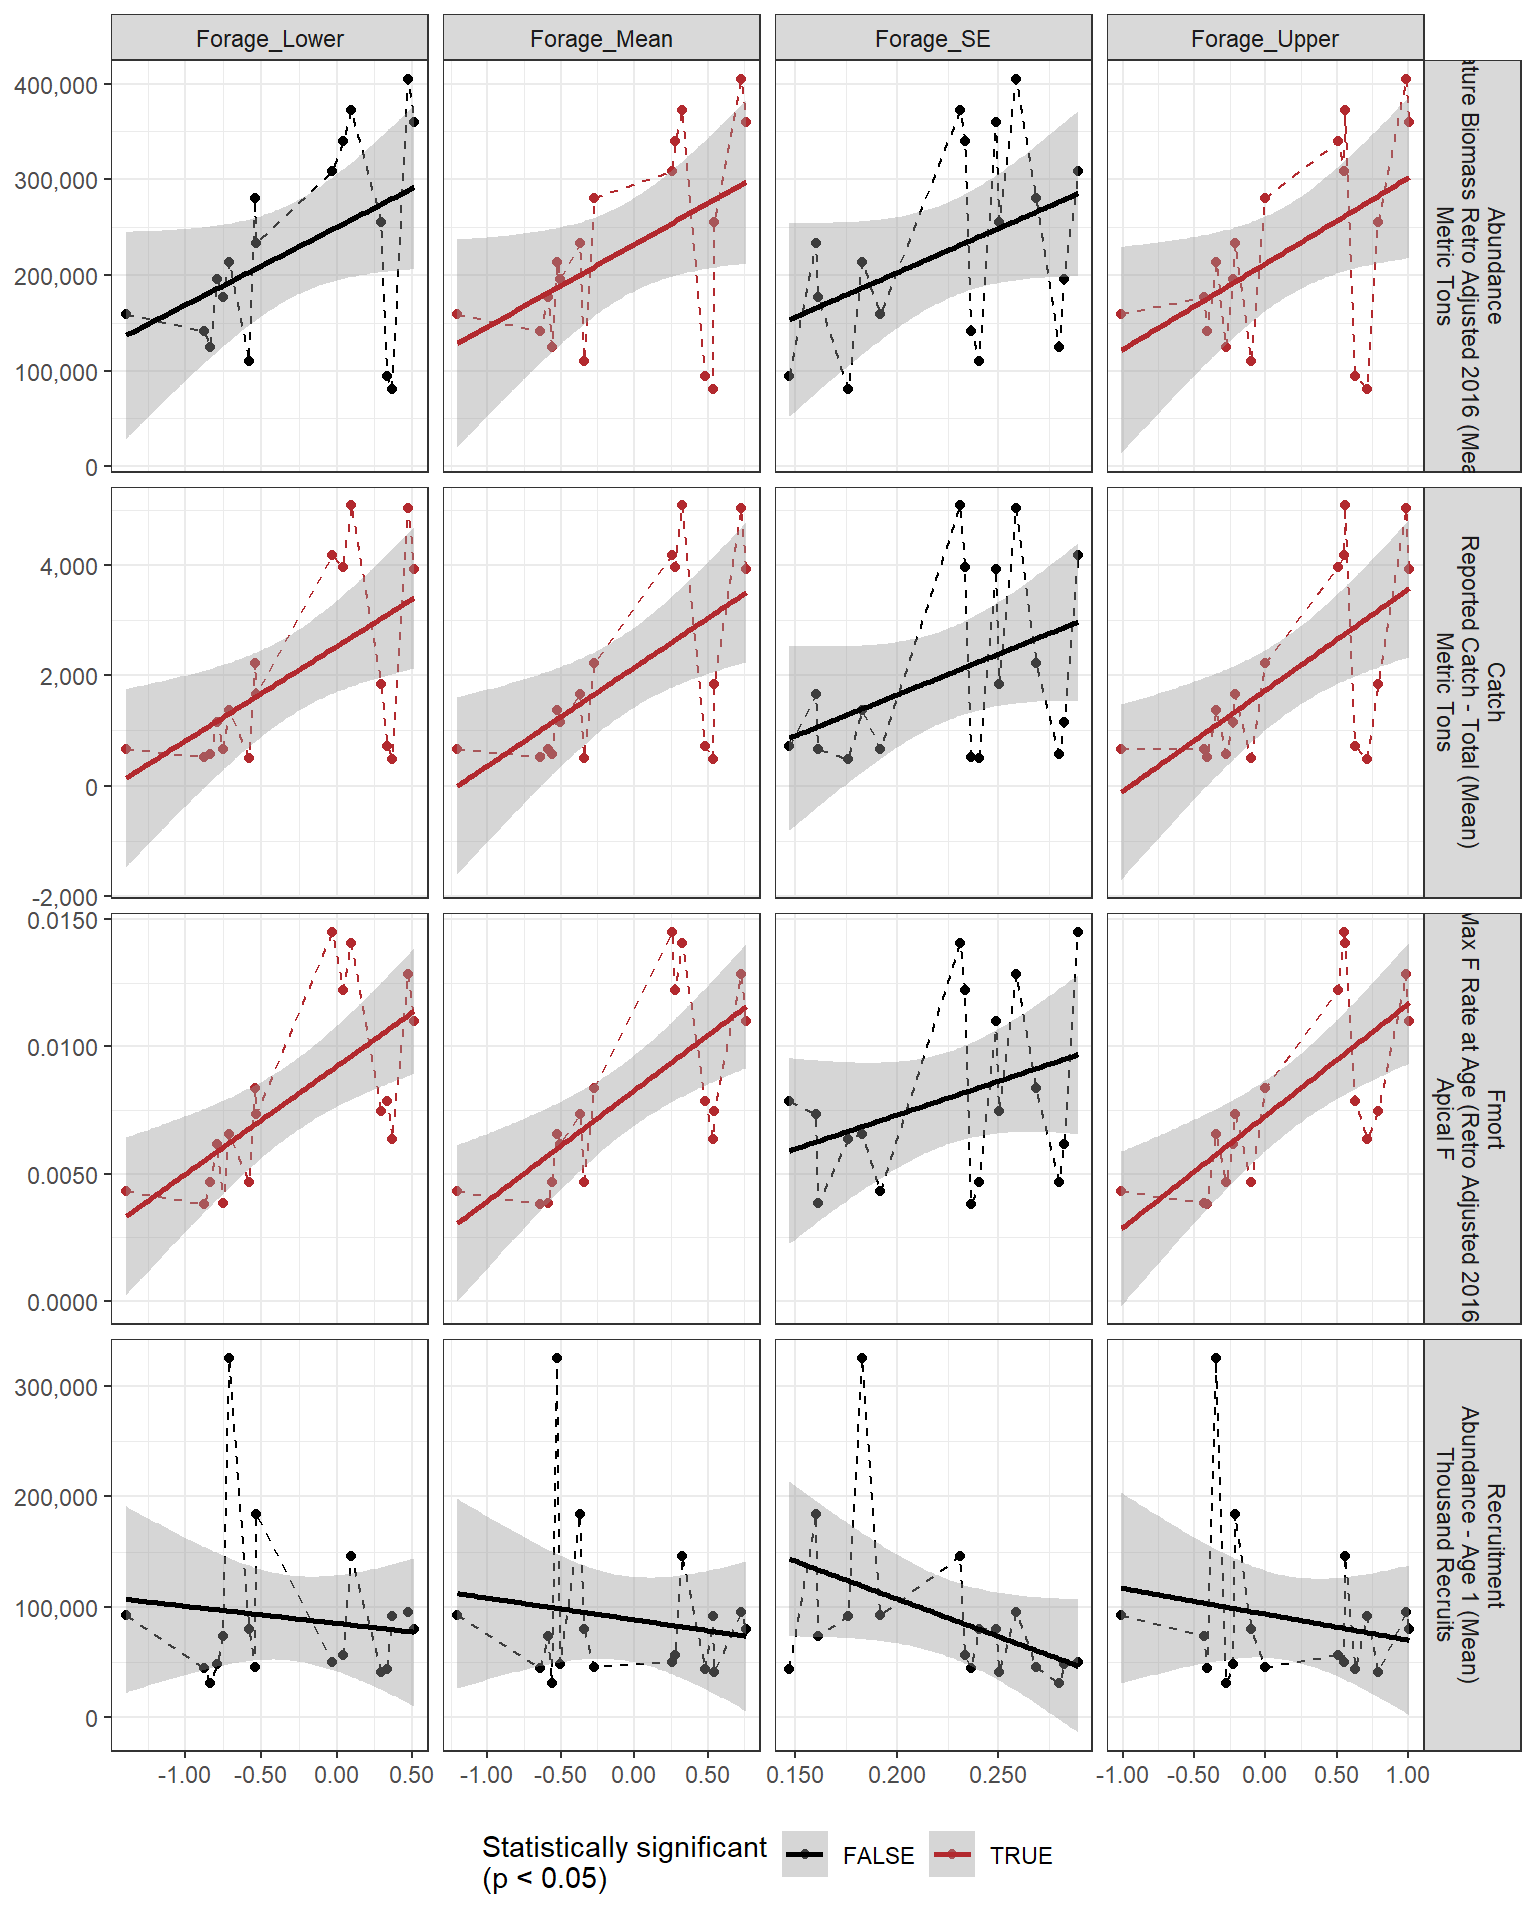 Forage_Lower
Forage_Mean
Forage_SE
Forage_Upper
400,000
300,000
200,000
100,000
0
Abundance
ature Biomass Retro Adjusted 2016 (Mea
Metric Tons
4,000
2,000
0
-2,000
Catch
Reported Catch - Total (Mean)
Metric Tons
0.0150
0.0100
0.0050
0.0000
Fmort
Max F Rate at Age (Retro Adjusted 2016
Apical F
300,000
200,000
100,000
0
Recruitment
Abundance - Age 1 (Mean)
Thousand Recruits
-1.00 -0.50 0.00 0.50
-1.00 -0.50 0.00 0.50
0.150 0.200 0.250
-1.00 -0.50 0.00 0.50 1.00
Statistically significant
(p < 0.05)
FALSE
TRUE